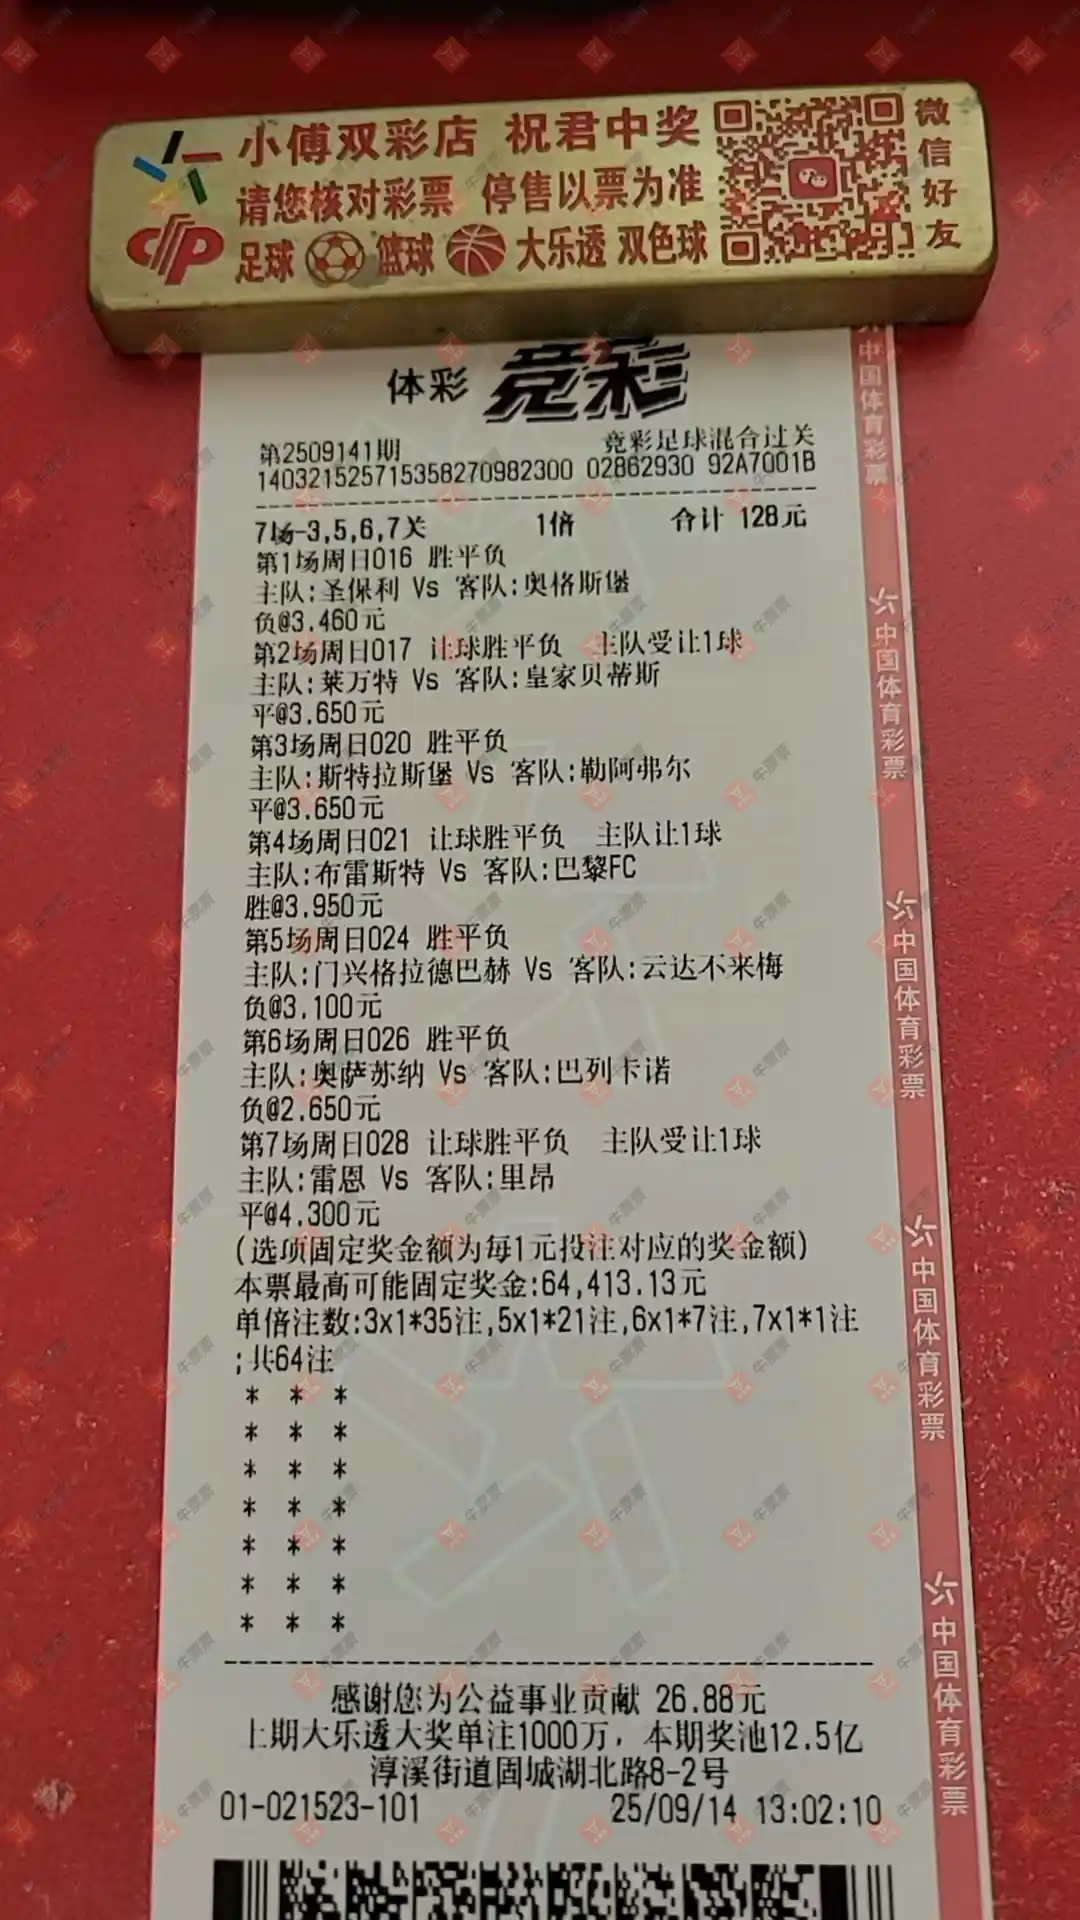 小傅双彩店 祝君中奖
请您核对彩票 停售以票为准
足球 篮球 大乐透 双色球
微信好友
体彩 竞彩
第2509141期 竞彩足球混合过关
140321525715358270982300 02862930 92A7001B
7场-3,5,6,7关 1倍 合计 128元
第1场周日016 胜平负
主队:圣保利 Vs 客队:奥格斯堡
负@3.460元
第2场周日017 让球胜平负 主队受让1球
主队:莱万特 Vs 客队:皇家贝蒂斯
平@3.650元
第3场周日020 胜平负
主队:斯特拉斯堡 Vs 客队:勒阿弗尔
平@3.650元
第4场周日021 让球胜平负 主队让1球
主队:布雷斯特 Vs 客队:巴黎FC
胜@3.950元
第5场周日024 胜平负
主队:门兴格拉德巴赫 Vs 客队:云达不来梅
负@3.100元
第6场周日026 胜平负
主队:奥萨苏纳 Vs 客队:巴列卡诺
负@2.650元
第7场周日028 让球胜平负 主队受让1球
主队:雷恩 Vs 客队:里昂
平@4.300元
(选项固定奖金额为每1元投注对应的奖金额)
本票最高可能固定奖金:64,413.13元
单倍注数:3x1*35注,5x1*21注,6x1*7注,7x1*1注
;共64注
* * *
* * *
* * *
* * *
* * *
* * *
* * *
感谢您为公益事业贡献 26.88元
上期大乐透大奖单注1000万，本期奖池12.5亿
淳溪街道固城湖北路8-2号
01-021523-101 25/09/14 13:02:10
中国体育彩票
中国体育彩票
中国体育彩票
中国体育彩票
中国体育彩票
牛票票